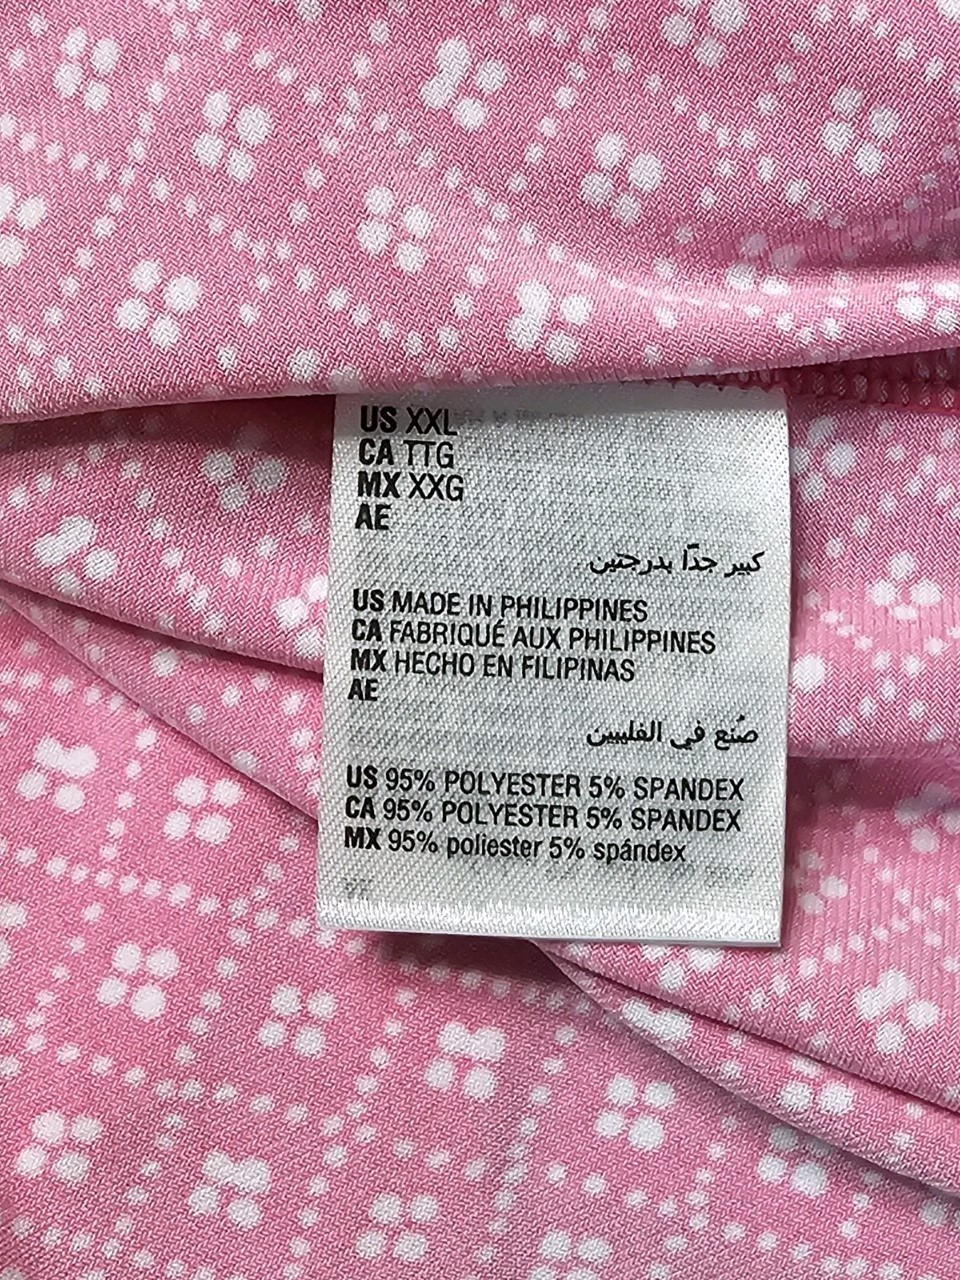 US XXL
CA TTG
MX XXG
AE
كبير جدًا بدرجتين
US MADE IN PHILIPPINES
CA FABRIQUÉ AUX PHILIPPINES
MX HECHO EN FILIPINAS
AE
صُنع في الفليبين
US 95% POLYESTER 5% SPANDEX
CA 95% POLYESTER 5% SPANDEX
MX 95% poliester 5% spándex